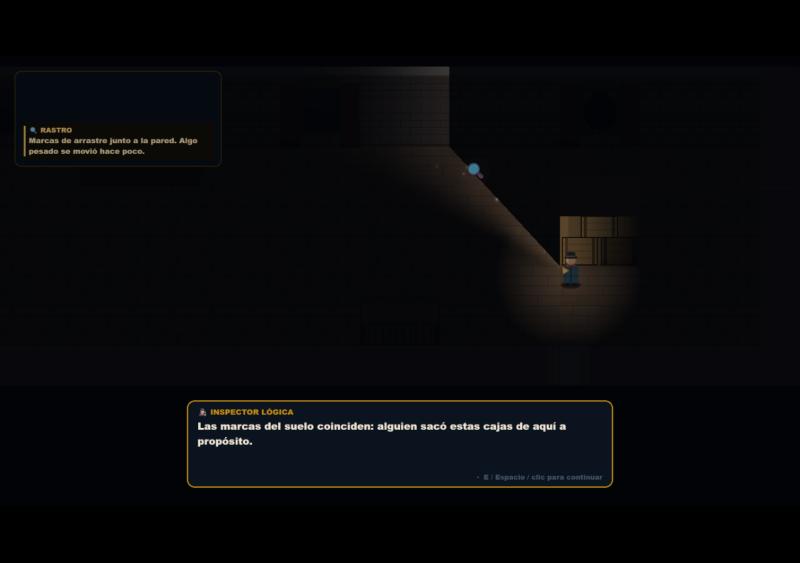 RASTRO
Marcas de arrastre junto a la pared. Algo
pesado se movió hace poco.
INSPECTOR LÓGICA
Las marcas del suelo coinciden: alguien sacó estas cajas de aquí a
propósito.
· E / Espacio / clic para continuar